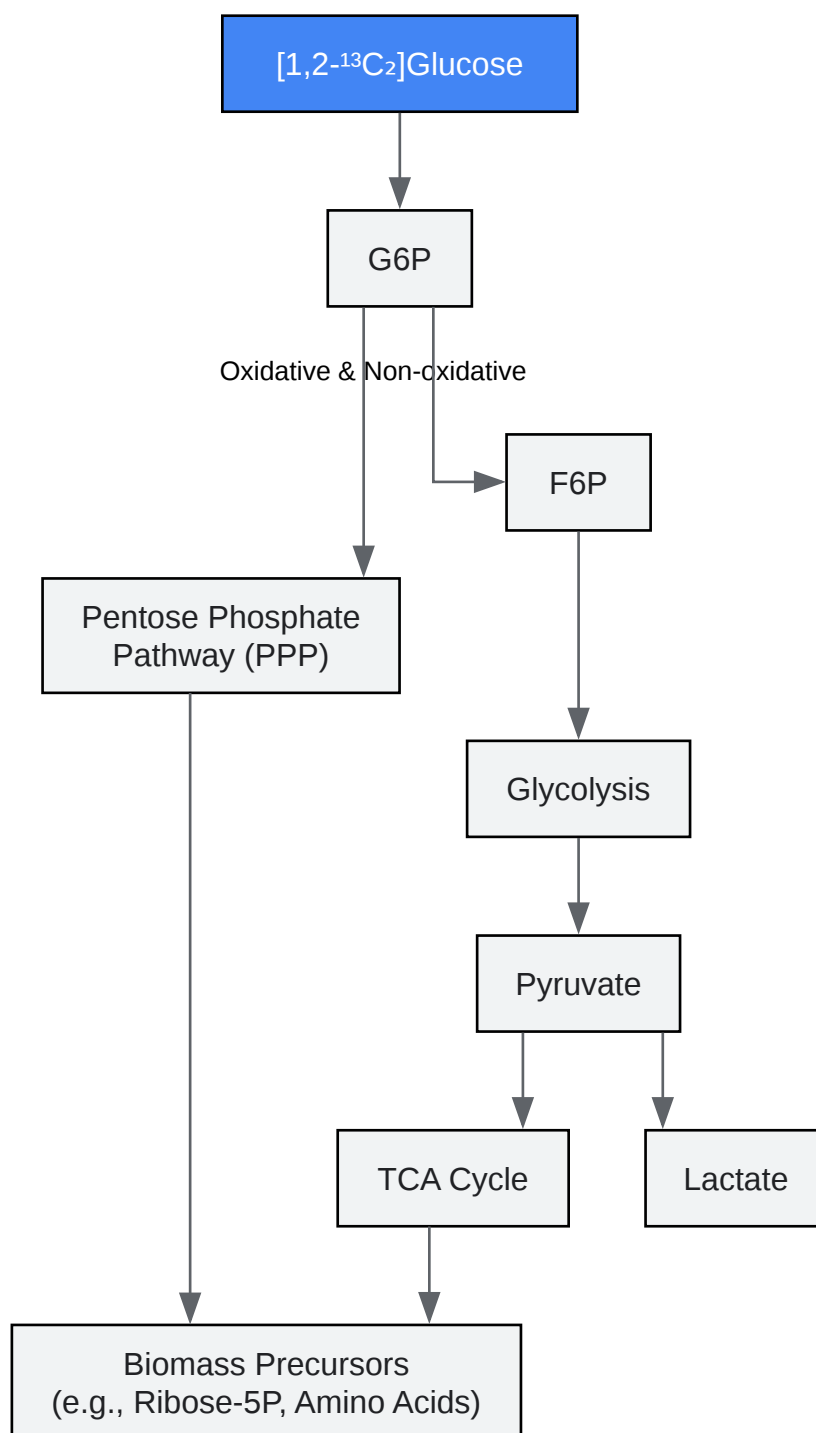 [1,2-¹³C₂]Glucose
G6P
Oxidative & Non-oxidative
F6P
Pentose Phosphate
Pathway (PPP)
Glycolysis
Pyruvate
TCA Cycle
Lactate
Biomass Precursors
(e.g., Ribose-5P, Amino Acids)